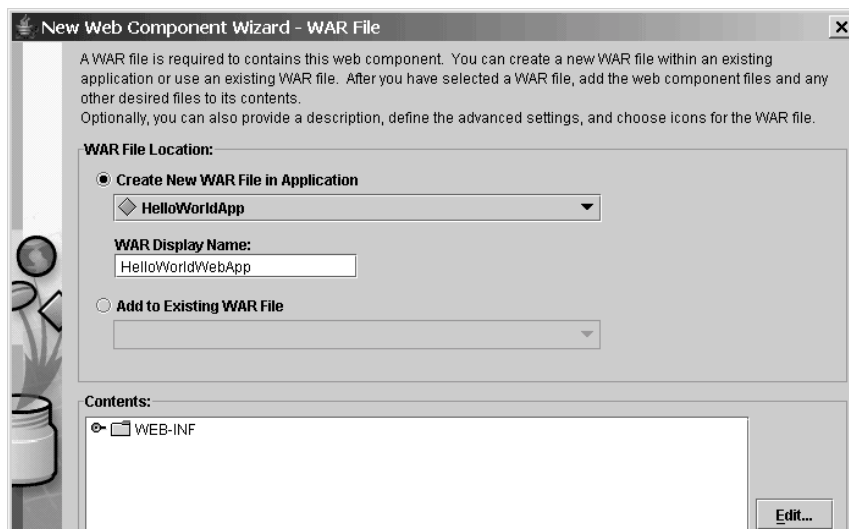 New Web Component Wizard - WAR File
A WAR file is required to contains this web component. You can create a new WAR file within an existing
application or use an existing WAR file. After you have selected a WAR file, add the web component files and any
other desired files to its contents.
Optionally, you can also provide a description, define the advanced settings, and choose icons for the WAR file.
WAR File Location:
Create New WAR File in Application
HelloWorldApp
WAR Display Name:
HelloWorldWebApp
Add to Existing WAR File
Contents:
WEB-INF
Edit...